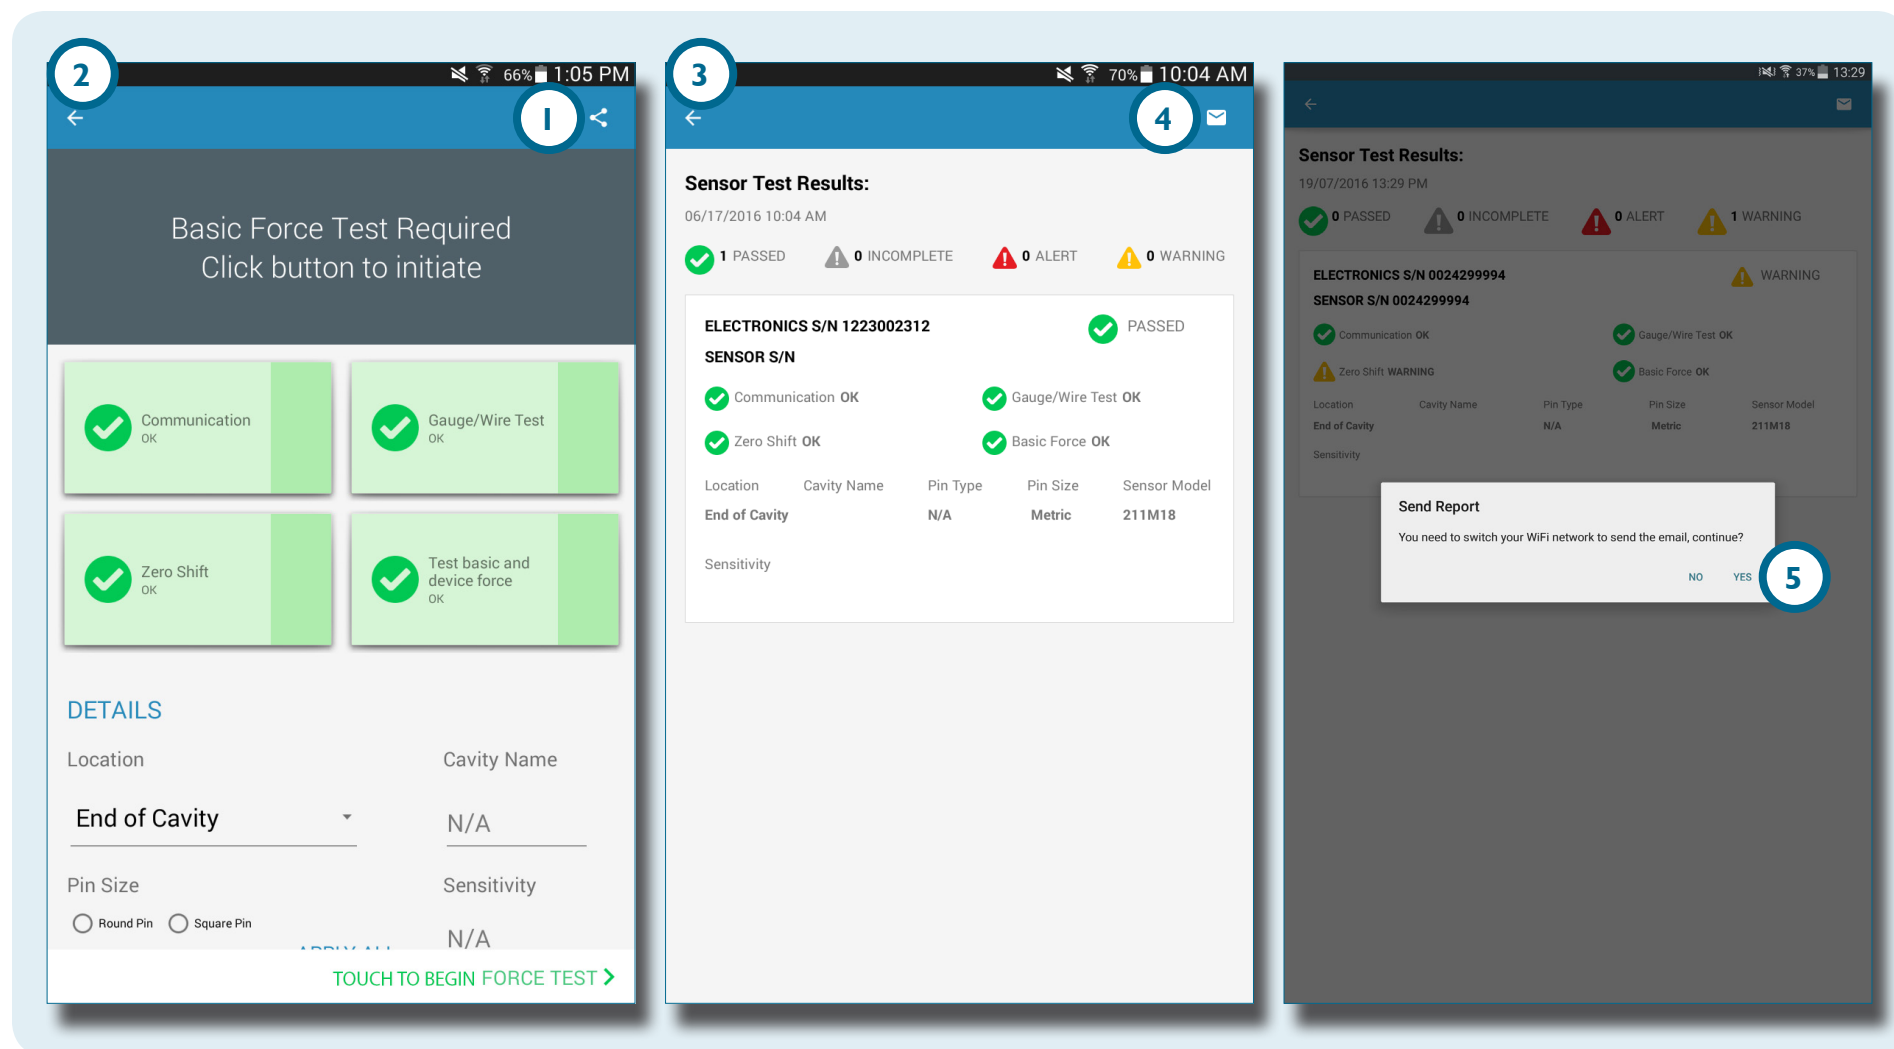 2
66% 1:05 PM
1
Basic Force Test Required
Click button to initiate
Communication
OK
Gauge/Wire Test
OK
Zero Shift
OK
Test basic and
device force
OK
DETAILS
Location
Cavity Name
End of Cavity
N/A
Pin Size
Sensitivity
Round Pin Square Pin
APPLY ALL
N/A
TOUCH TO BEGIN FORCE TEST
3
70% 10:04 AM
4
Sensor Test Results:
06/17/2016 10:04 AM
1 PASSED 0 INCOMPLETE 0 ALERT 0 WARNING
ELECTRONICS S/N 1223002312
PASSED
SENSOR S/N
Communication OK
Gauge/Wire Test OK
Zero Shift OK
Basic Force OK
Location Cavity Name Pin Type Pin Size Sensor Model
End of Cavity N/A Metric 211M18
Sensitivity
37% 13:29
Sensor Test Results:
19/07/2016 13:29 PM
0 PASSED 0 INCOMPLETE 0 ALERT 1 WARNING
ELECTRONICS S/N 0024299994
WARNING
SENSOR S/N 0024299994
Communication OK
Gauge/Wire Test OK
Zero Shift WARNING
Basic Force OK
Location Cavity Name Pin Type Pin Size Sensor Model
End of Cavity N/A Metric 211M18
Sensitivity
Send Report
You need to switch your WiFi network to send the email, continue?
NO YES
5